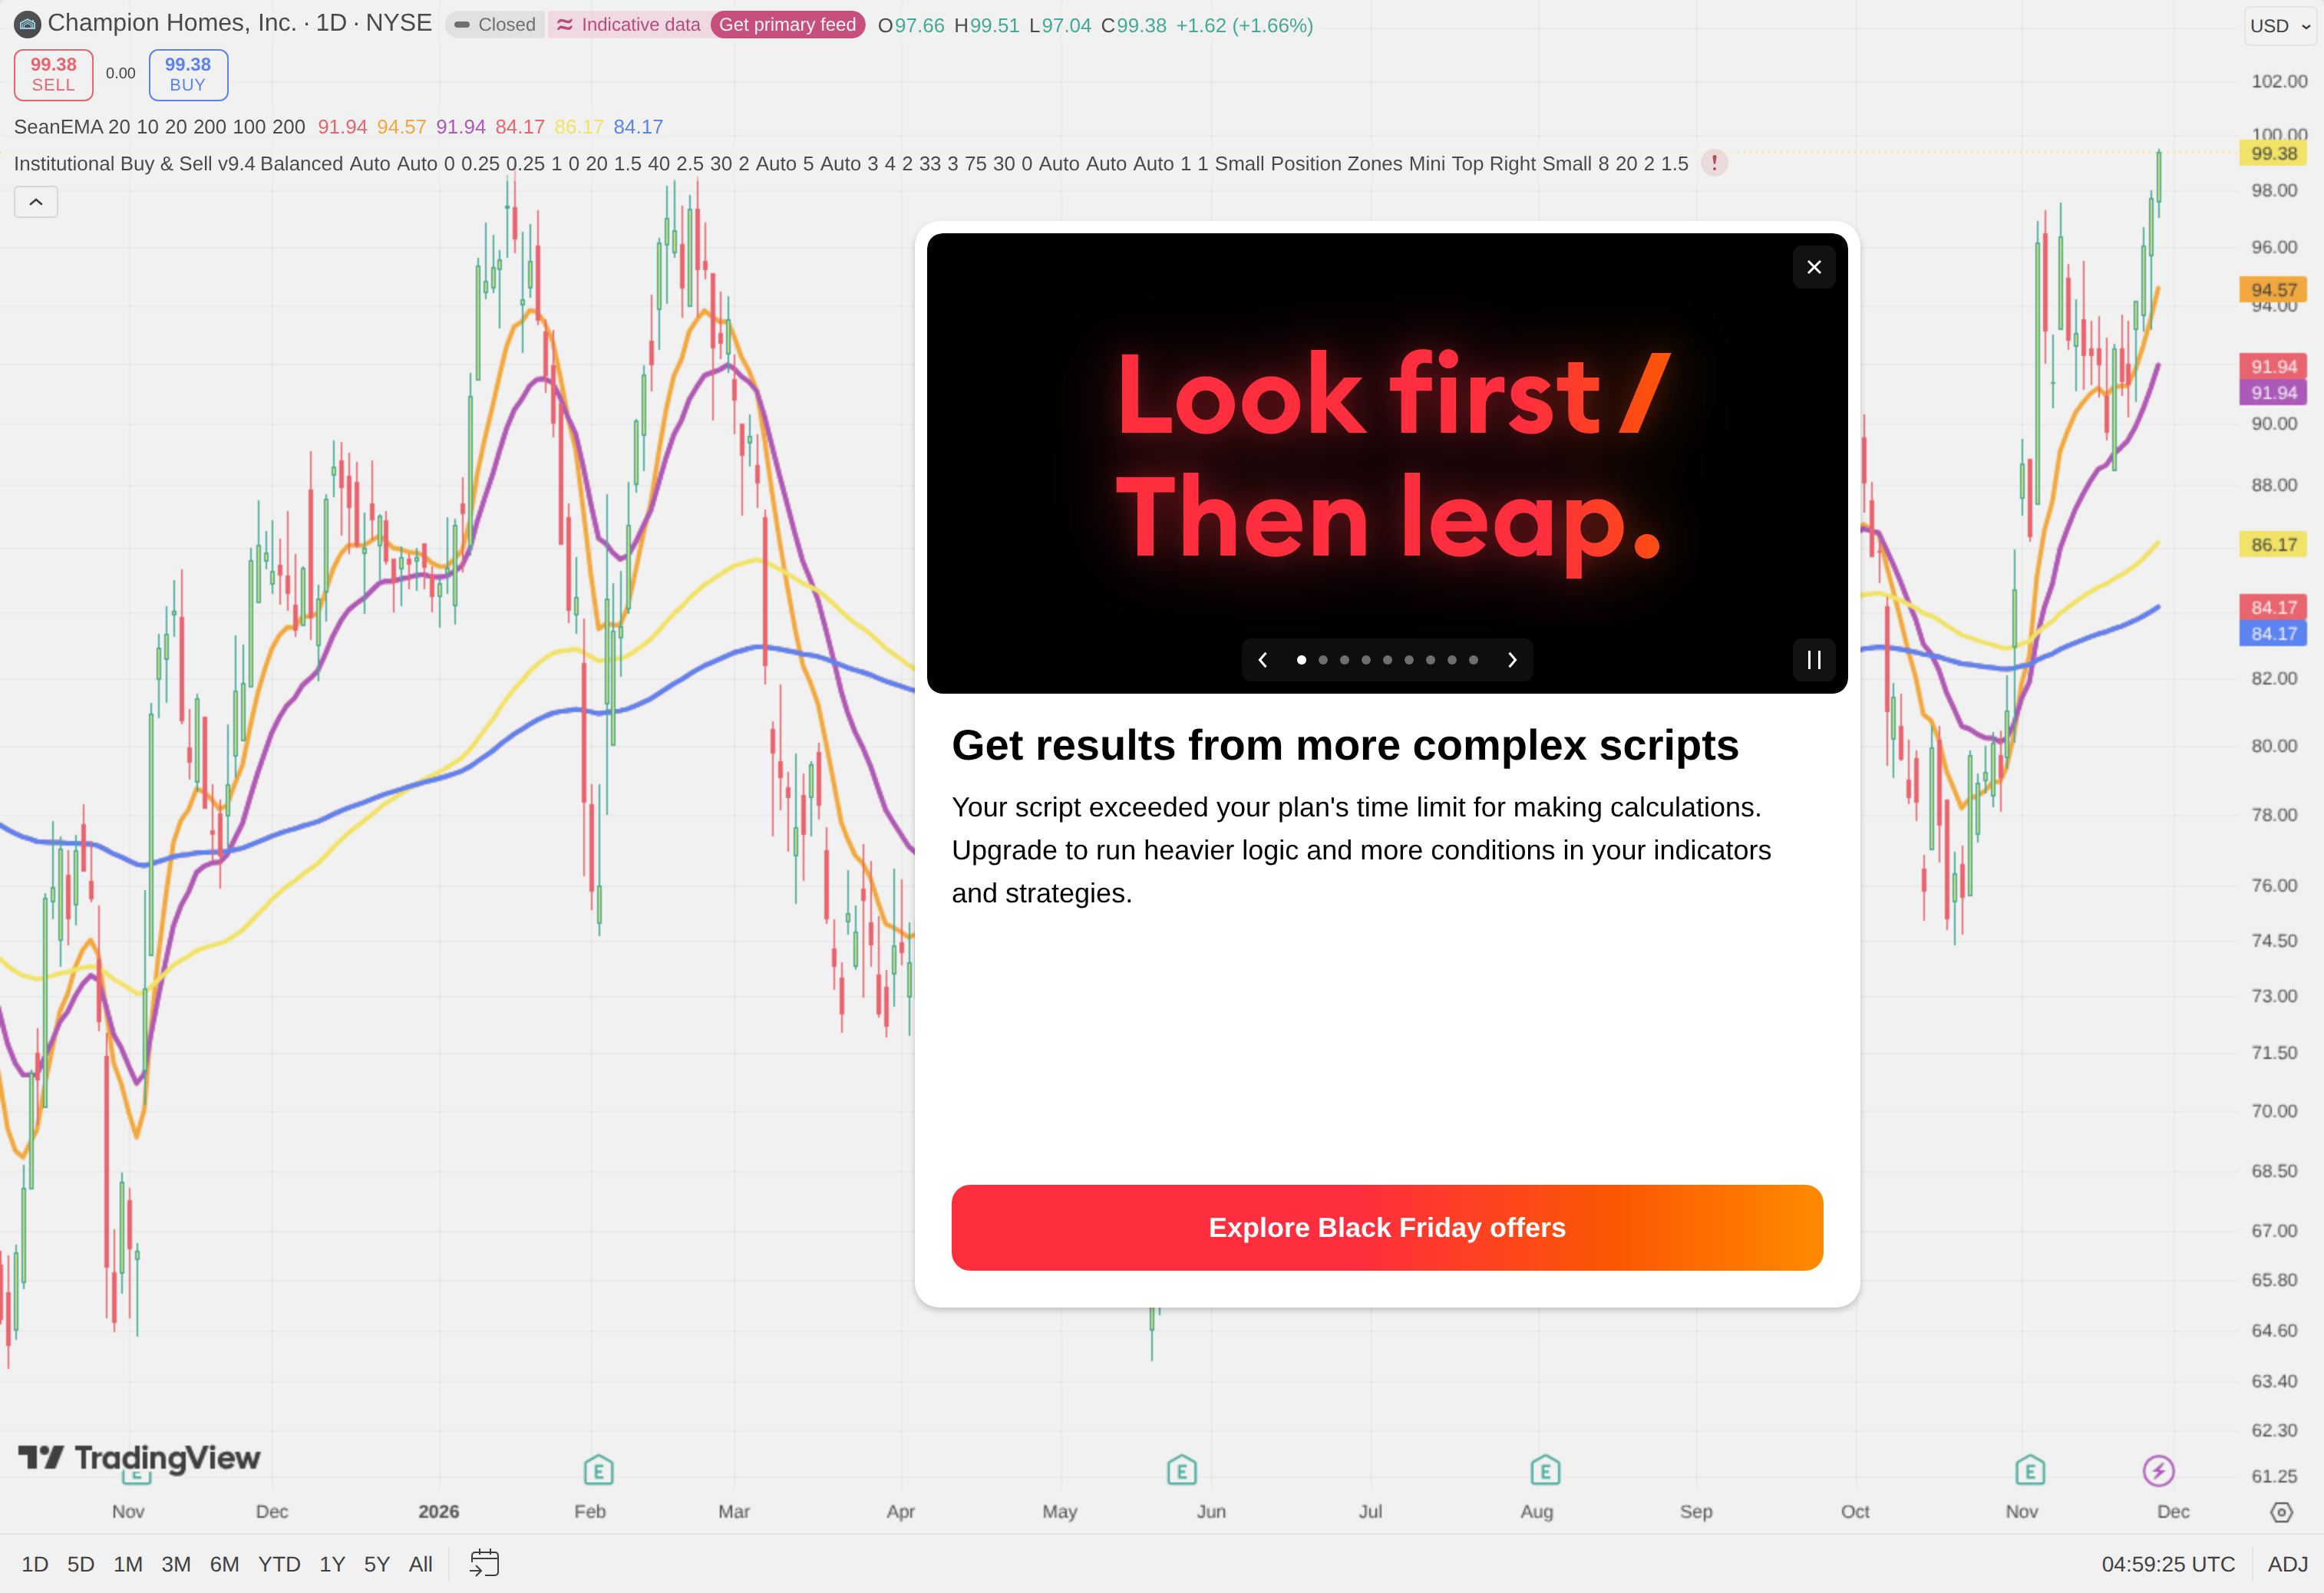 Champion Homes, Inc. · 1D · NYSE Closed Indicative data Get primary feed O97.66 H99.51 L97.04 C99.38 +1.62 (+1.66%)
USD
99.38
SELL
0.00
99.38
BUY
SeanEMA 20 10 20 200 100 200 91.94 94.57 91.94 84.17 86.17 84.17
Institutional Buy & Sell v9.4 Balanced Auto Auto 0 0.25 0.25 1 0 20 1.5 40 2.5 30 2 Auto 5 Auto 3 4 2 33 3 75 30 0 Auto Auto Auto 1 1 Small Position Zones Mini Top Right Small 8 20 2 1.5 !
102.00
100.00
99.38
98.00
96.00
94.57
94.00
91.94
91.94
90.00
88.00
86.17
84.17
84.17
82.00
80.00
78.00
76.00
74.50
73.00
71.50
70.00
68.50
67.00
65.80
64.60
63.40
62.30
61.25
Look first /
Then leap.
Get results from more complex scripts
Your script exceeded your plan's time limit for making calculations.
Upgrade to run heavier logic and more conditions in your indicators
and strategies.
Explore Black Friday offers
TradingView
E E E E E
Nov Dec 2026 Feb Mar Apr May Jun Jul Aug Sep Oct Nov Dec
1D 5D 1M 3M 6M YTD 1Y 5Y All
04:59:25 UTC ADJ